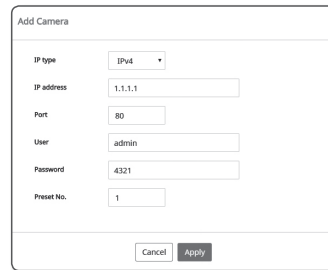 Add Camera
IP type IPv4
IP address 1.1.1.1
Port 80
User admin
Password 4321
Preset No. 1
Cancel Apply